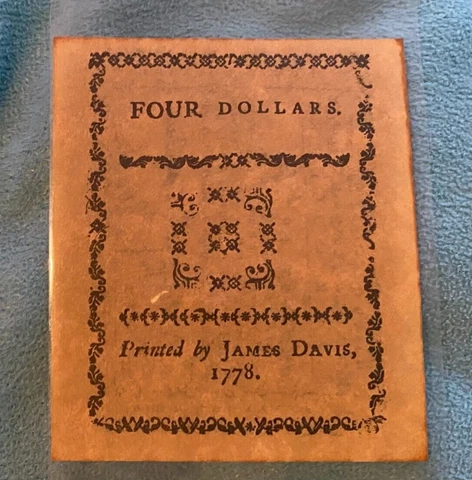 FOUR DOLLARS.
Printed by JAMES DAVIS,
1778.